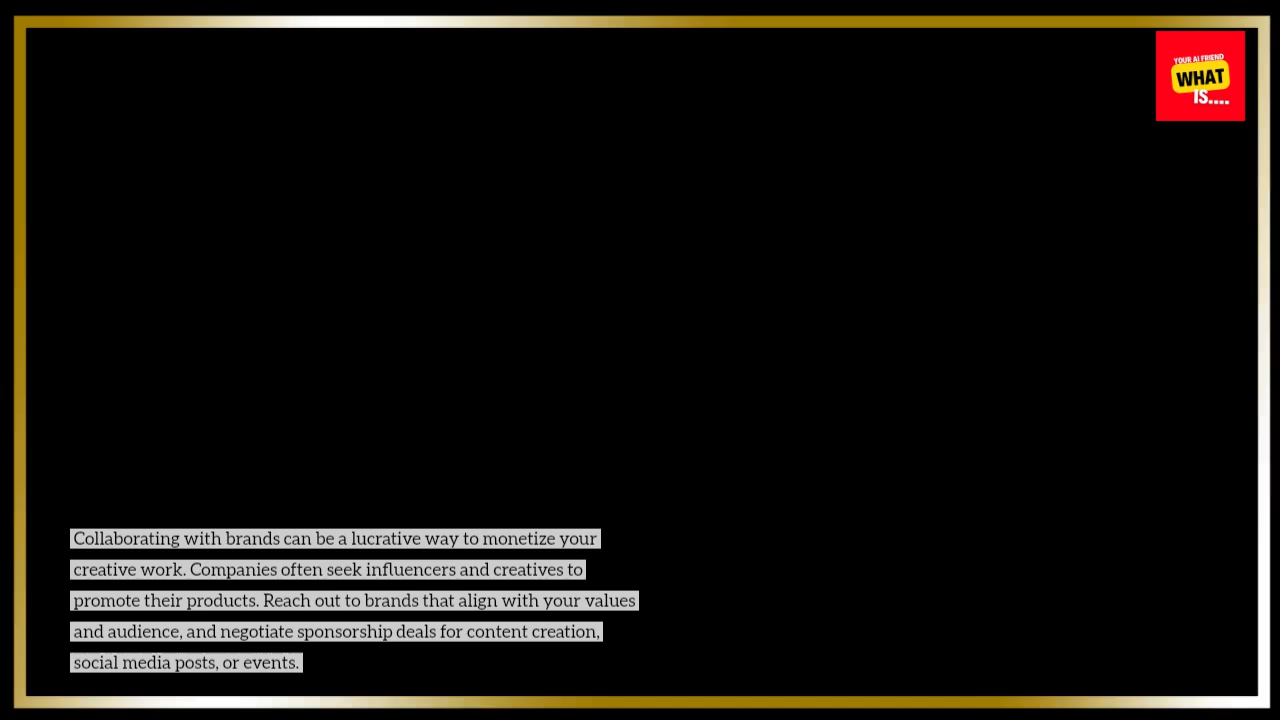 YOUR AI FRIEND
WHAT
IS....
Collaborating with brands can be a lucrative way to monetize your
creative work. Companies often seek influencers and creatives to
promote their products. Reach out to brands that align with your values
and audience, and negotiate sponsorship deals for content creation,
social media posts, or events.